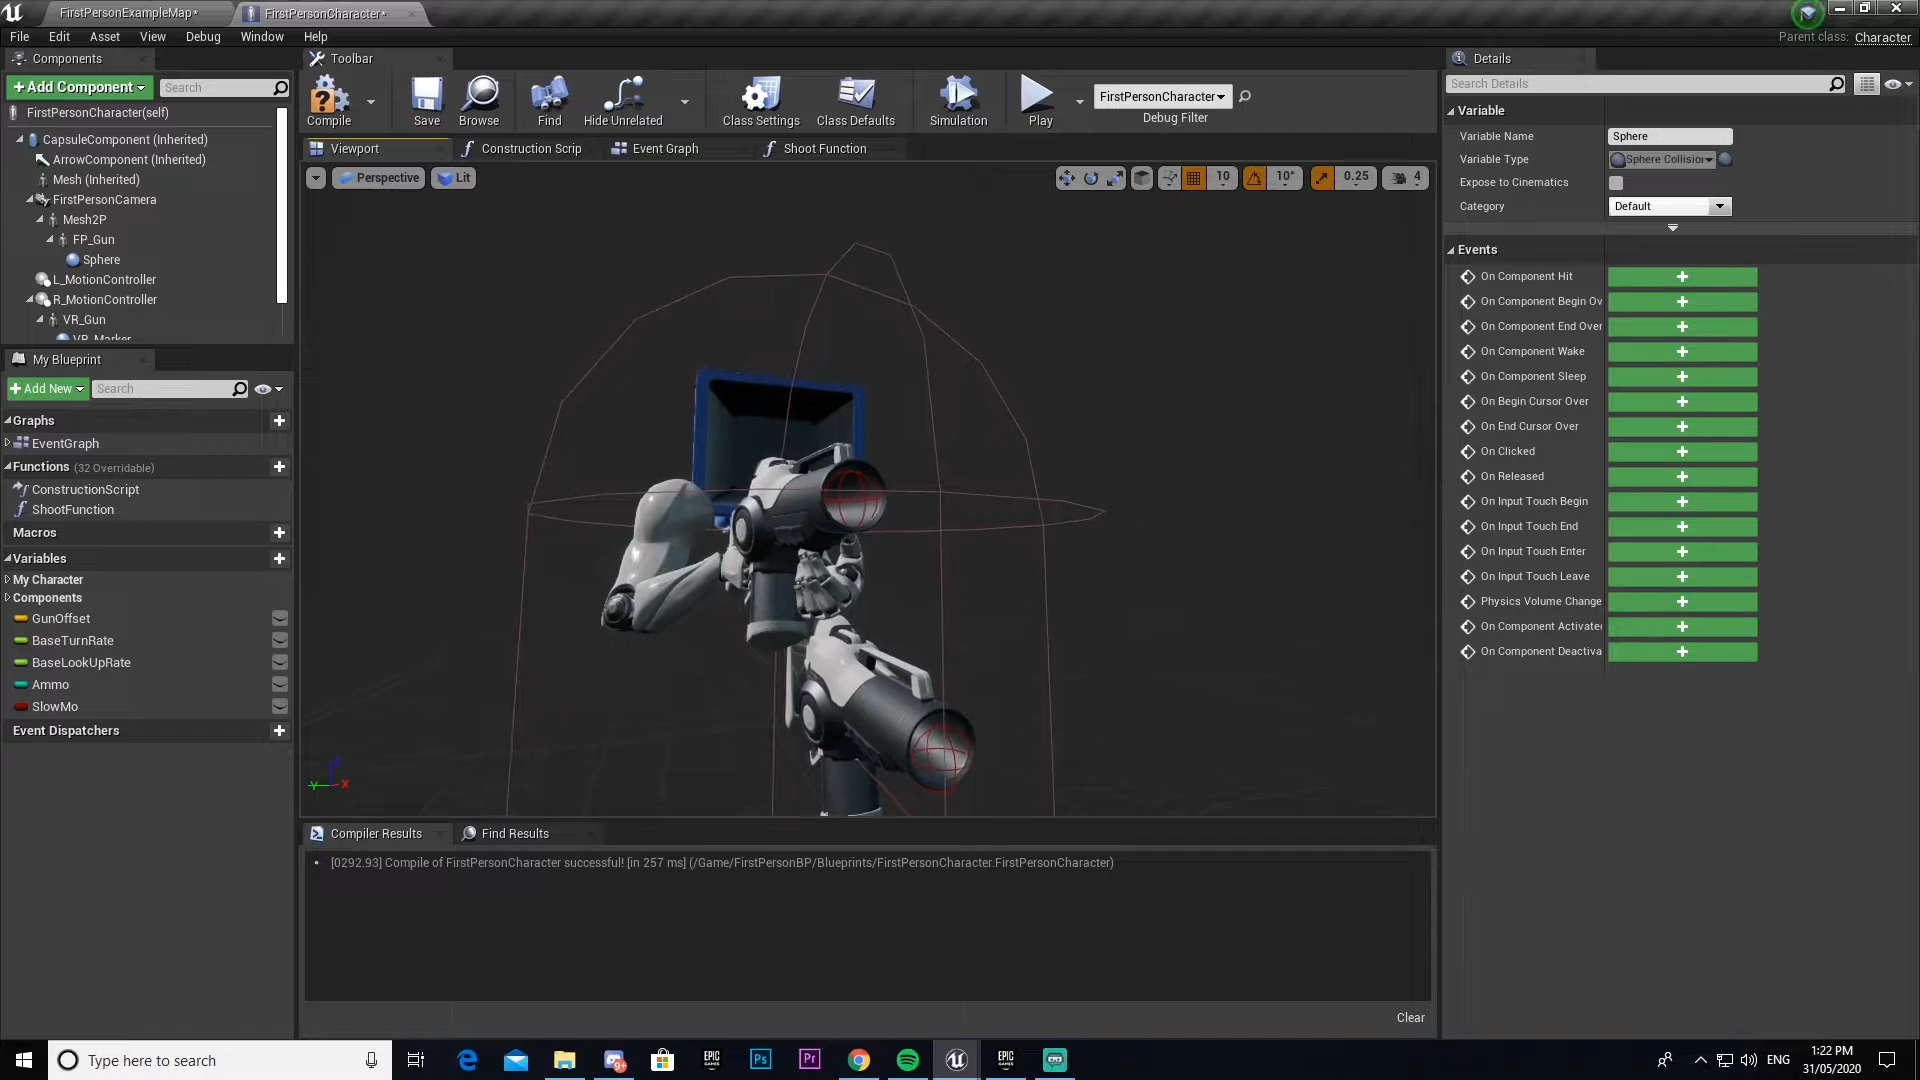 FirstPersonExampleMap*
FirstPersonCharacter*
File Edit Asset View Debug Window Help
Parent class: Character
Components
+ Add Component
Search
FirstPersonCharacter(self)
CapsuleComponent (Inherited)
ArrowComponent (Inherited)
Mesh (Inherited)
FirstPersonCamera
Mesh2P
FP_Gun
Sphere
L_MotionController
R_MotionController
VR_Gun
VR_Marker
My Blueprint
+ Add New
Search
Graphs
EventGraph
Functions (32 Overridable)
ConstructionScript
ShootFunction
Macros
Variables
My Character
Components
GunOffset
BaseTurnRate
BaseLookUpRate
Ammo
SlowMo
Event Dispatchers
Toolbar
Compile Save Browse Find Hide Unrelated Class Settings Class Defaults Simulation Play
FirstPersonCharacter
Debug Filter
Viewport Construction Scrip Event Graph Shoot Function
Perspective Lit
10 10° 0.25 4
Z
Y X
Compiler Results Find Results
[0292.93] Compile of FirstPersonCharacter successful! [in 257 ms] (/Game/FirstPersonBP/Blueprints/FirstPersonCharacter.FirstPersonCharacter)
Clear
Details
Search Details
Variable
Variable Name Sphere
Variable Type Sphere Collision
Expose to Cinematics
Category Default
Events
On Component Hit
On Component Begin Ov
On Component End Over
On Component Wake
On Component Sleep
On Begin Cursor Over
On End Cursor Over
On Clicked
On Released
On Input Touch Begin
On Input Touch End
On Input Touch Enter
On Input Touch Leave
Physics Volume Change
On Component Activate
On Component Deactiva
Type here to search
9+
EPIC GAMES
Ps
Pr
EPIC GAMES
ENG
1:22 PM
31/05/2020